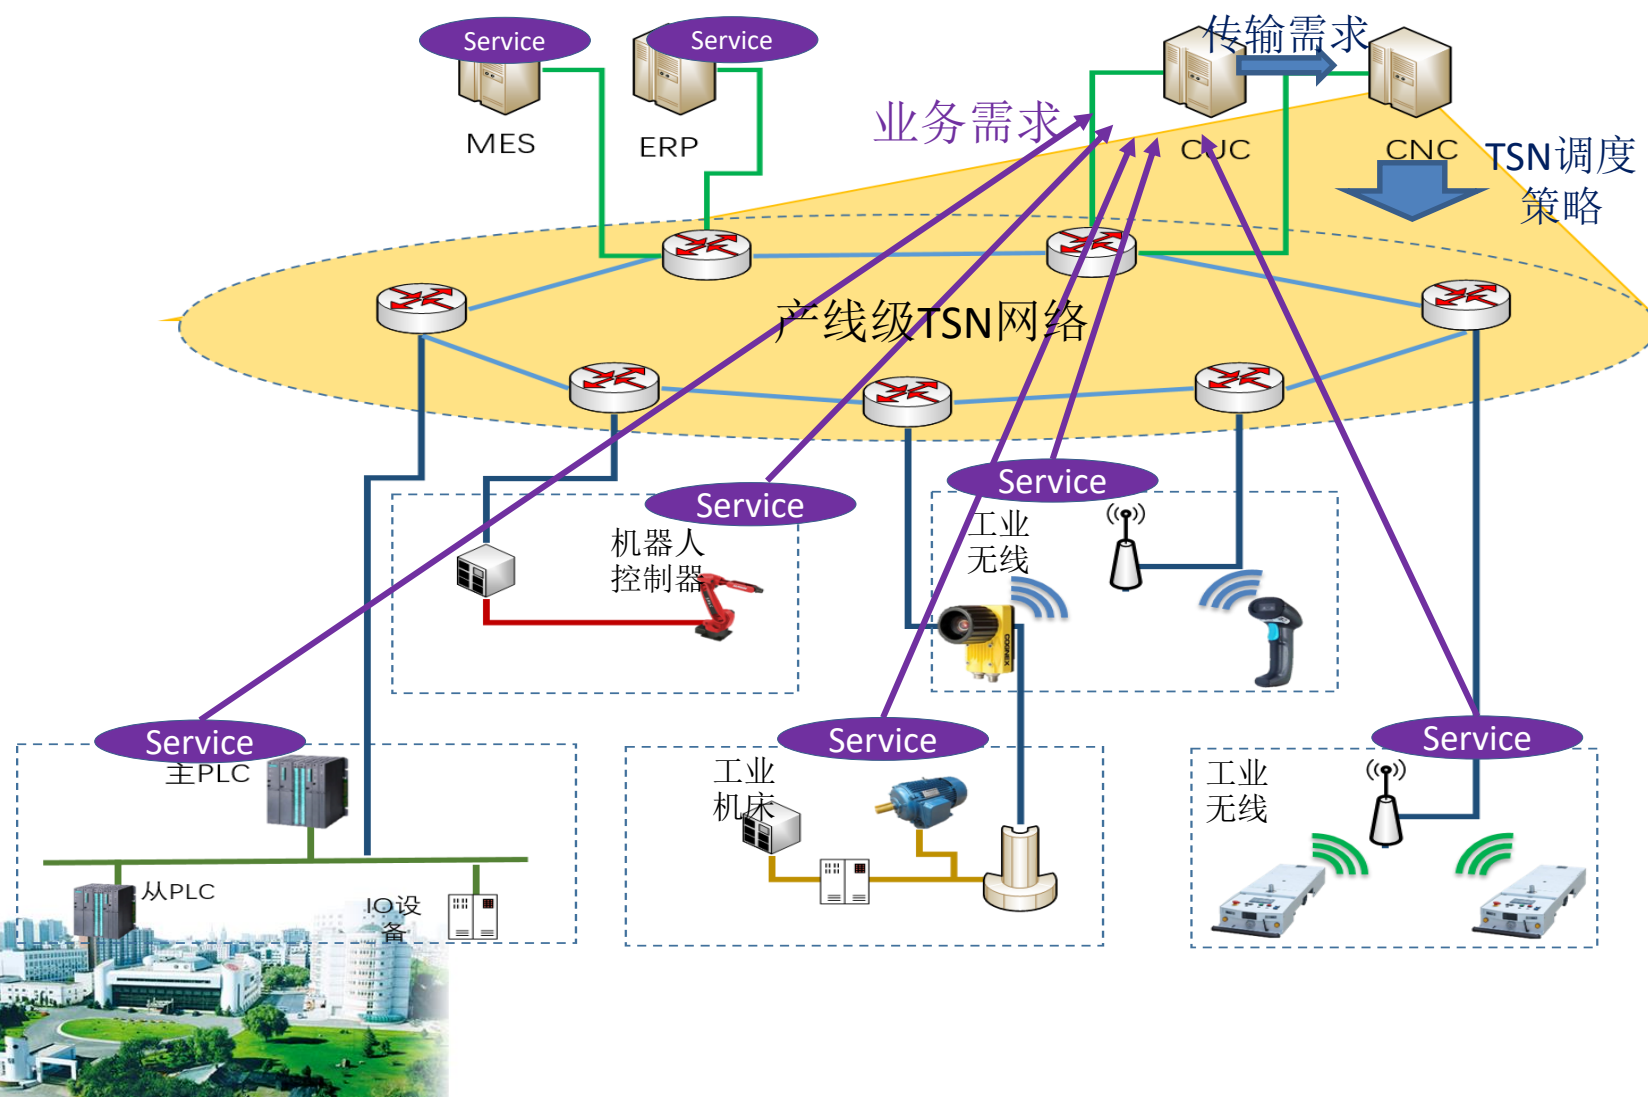 Service
Service
传输需求
MES
ERP
业务需求
CUC
CNC
TSN调度
策略
产线级TSN网络
Service
机器人
控制器
Service
工业
无线
COGNEX
Service
主PLC
从PLC
IO设
备
Service
工业
机床
Service
工业
无线